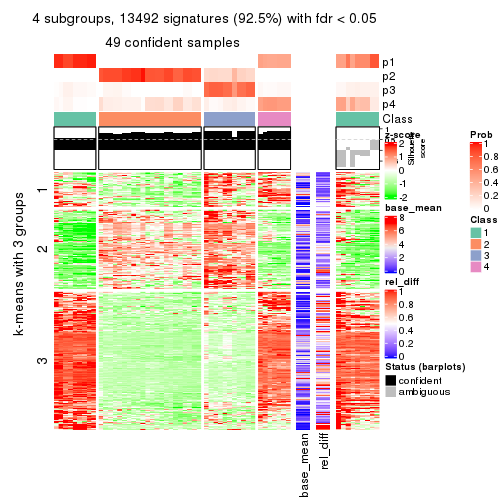 4 subgroups, 13492 signatures (92.5%) with fdr < 0.05
49 confident samples
p1
p2
p3
p4
Class
1
Silhouette
score
z-score
2
1
0
-1
-2
base_mean
8
6
4
2
0
rel_diff
1
0.8
0.6
0.4
0.2
0
Status (barplots)
confident
ambiguous
Prob
1
0.8
0.6
0.4
0.2
0
Class
1
2
3
4
k-means with 3 groups
1
2
3
base_mean
rel_diff